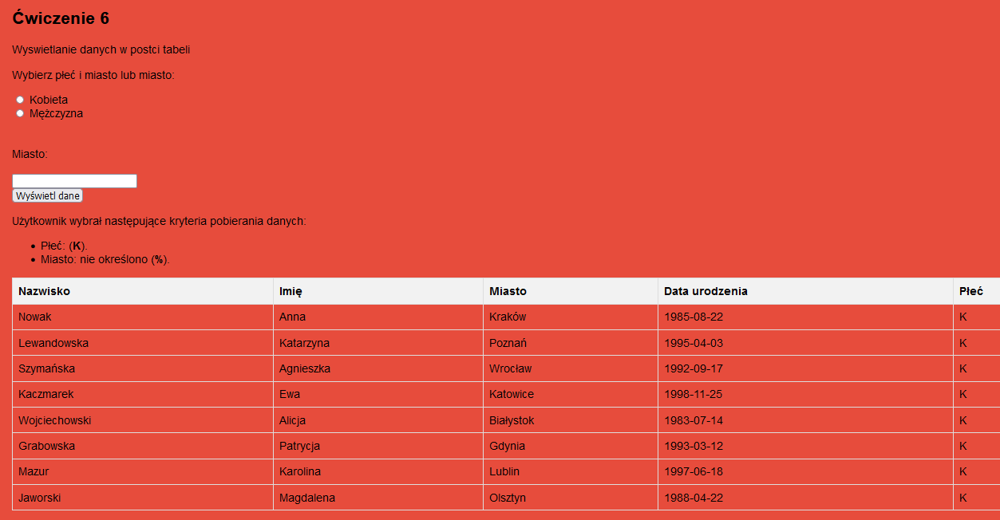 Ćwiczenie 6
Wyswietlanie danych w postci tabeli
Wybierz płeć i miasto lub miasto:
Kobieta
Mężczyzna
Miasto:
Wyświetl dane
Użytkownik wybrał następujące kryteria pobierania danych:
• Płeć: (K).
• Miasto: nie określono (%).
Nazwisko Imię Miasto Data urodzenia Płeć
Nowak Anna Kraków 1985-08-22 K
Lewandowska Katarzyna Poznań 1995-04-03 K
Szymańska Agnieszka Wrocław 1992-09-17 K
Kaczmarek Ewa Katowice 1998-11-25 K
Wojciechowski Alicja Białystok 1983-07-14 K
Grabowska Patrycja Gdynia 1993-03-12 K
Mazur Karolina Lublin 1997-06-18 K
Jaworski Magdalena Olsztyn 1988-04-22 K